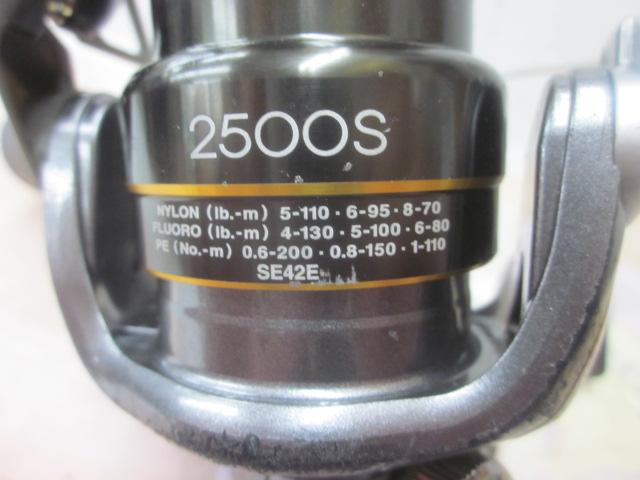 2500S
NYLON (lb.-m) 5-110・6-95・8-70
FLUORO (lb.-m) 4-130・5-100・6-80
PE (No.-m) 0.6-200・0.8-150・1-110
SE42E